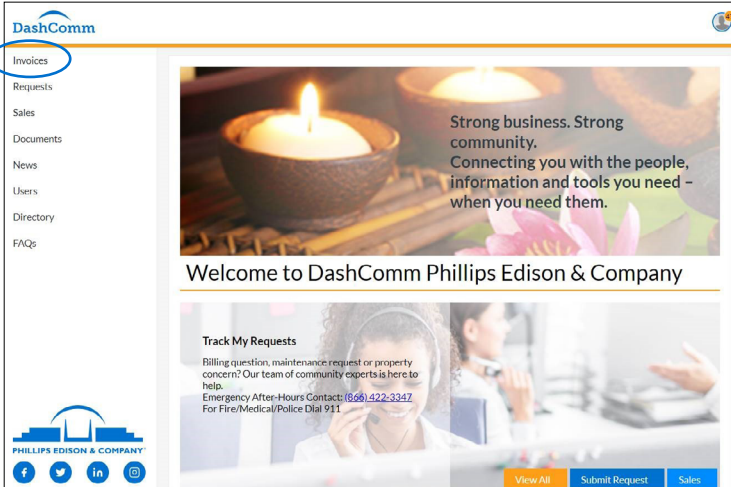 DashComm
Invoices
Requests
Sales
Documents
News
Users
Directory
FAQs
Strong business. Strong
community.
Connecting you with the people,
information and tools you need –
when you need them.
Welcome to DashComm Phillips Edison & Company
Track My Requests
Billing question, maintenance request or property
concern? Our team of community experts is here to
help.
Emergency After-Hours Contact: (866) 422-3347
For Fire/Medical/Police Dial 911
PHILLIPS EDISON & COMPANY
View All
Submit Request
Sales